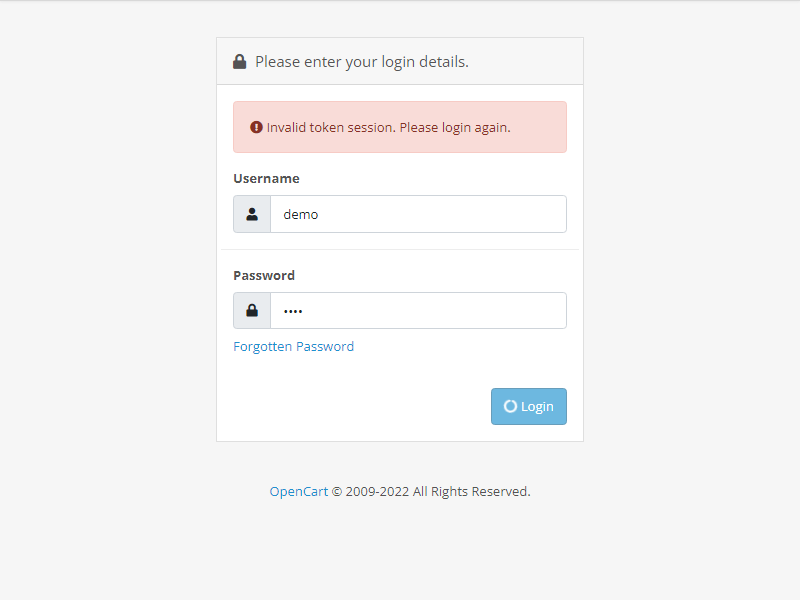 Please enter your login details.
Invalid token session. Please login again.
Username
demo
Password
••••
Forgotten Password
Login
OpenCart © 2009-2022 All Rights Reserved.